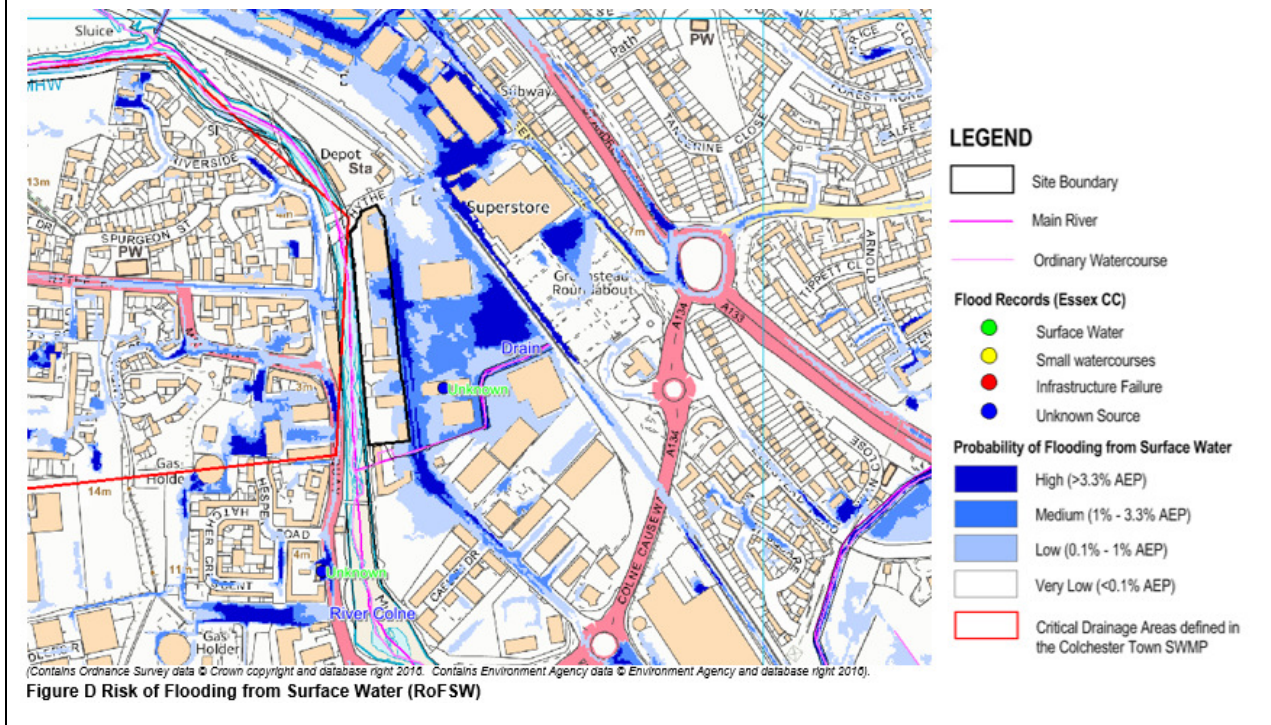 Sluice
MHW
Path
PW
FOREST ROAD
Subway
TANGERINE CLOSE
RIVERSIDE
Depot
Sta
13m
Superstore
SPURGEON ST
PW
7m
Greenstead
Roundabout
ARNOLD
TIPPETT CL
A134
A133
Drain
Unknown
3m
Gas
Holde
14m
A134
ROAD
4m
11m
Unknown
COLNE CAUSEW
River Colne
Gas
Holder
LEGEND
Site Boundary
Main River
Ordinary Watercourse
Flood Records (Essex CC)
Surface Water
Small watercourses
Infrastructure Failure
Unknown Source
Probability of Flooding from Surface Water
High (>3.3% AEP)
Medium (1% - 3.3% AEP)
Low (0.1% - 1% AEP)
Very Low (<0.1% AEP)
Critical Drainage Areas defined in
the Colchester Town SWMP
(Contains Ordnance Survey data © Crown copyright and database right 2016. Contains Environment Agency data © Environment Agency and database right 2016).
Figure D Risk of Flooding from Surface Water (RoFSW)